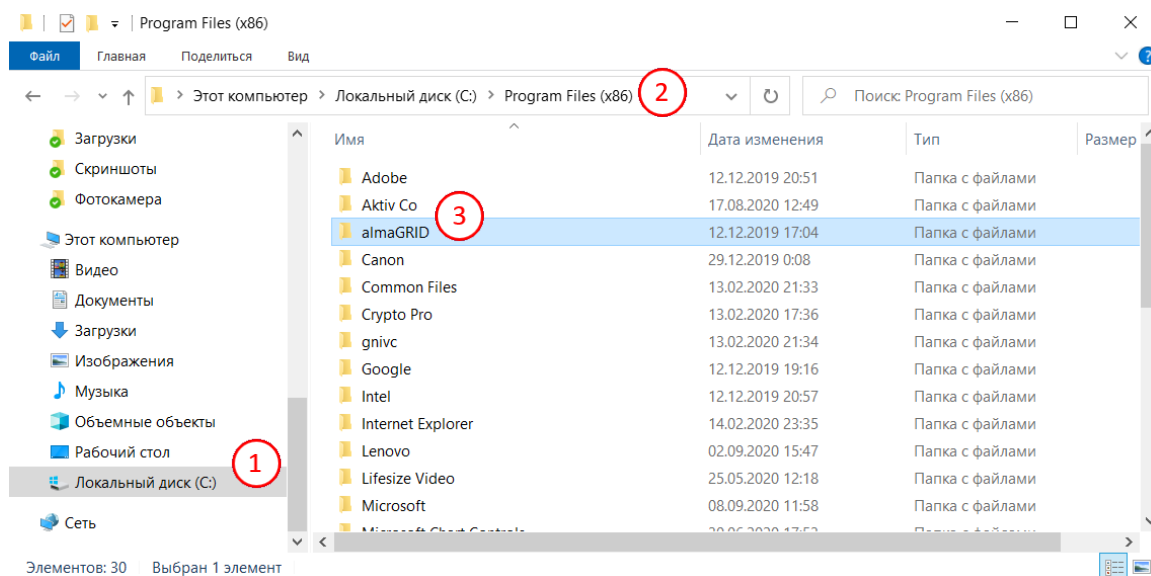 Program Files (x86)
Файл Главная Поделиться Вид
Этот компьютер > Локальный диск (C:) > Program Files (x86) 2 Поиск: Program Files (x86)
Загрузки
Скриншоты
Фотокамера
Этот компьютер
Видео
Документы
Загрузки
Изображения
Музыка
Объемные объекты
Рабочий стол
1
Локальный диск (C:)
Сеть
Имя Дата изменения Тип Размер
Adobe 12.12.2019 20:51 Папка с файлами
Aktiv Co 17.08.2020 12:49 Папка с файлами
3
almaGRID 12.12.2019 17:04 Папка с файлами
Canon 29.12.2019 0:08 Папка с файлами
Common Files 13.02.2020 21:33 Папка с файлами
Crypto Pro 13.02.2020 17:36 Папка с файлами
gnivc 13.02.2020 21:34 Папка с файлами
Google 12.12.2019 19:16 Папка с файлами
Intel 12.12.2019 20:57 Папка с файлами
Internet Explorer 14.02.2020 23:35 Папка с файлами
Lenovo 02.09.2020 15:47 Папка с файлами
Lifesize Video 25.05.2020 12:18 Папка с файлами
Microsoft 08.09.2020 11:58 Папка с файлами
Microsoft Chart Controls
Элементов: 30 Выбран 1 элемент